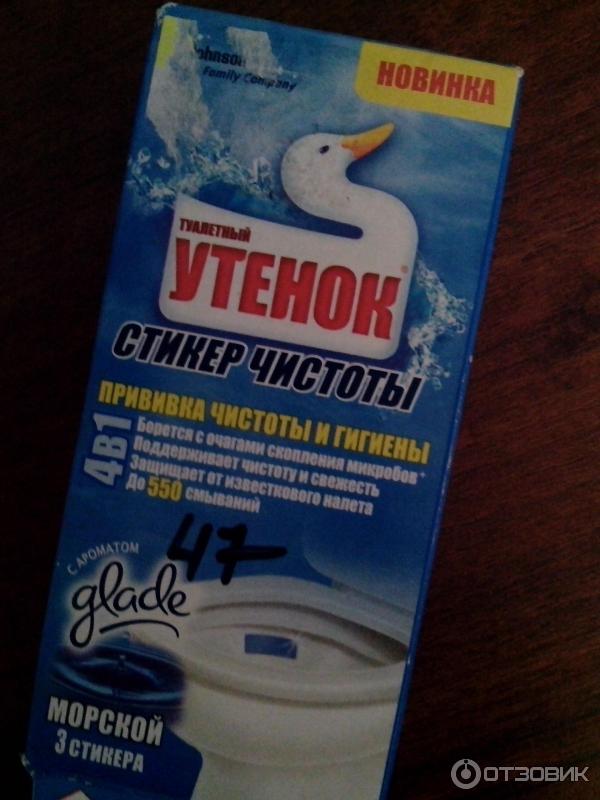 Johnson
Family Company
НОВИНКА
ТУАЛЕТНЫЙ
УТЕНОК®
СТИКЕР ЧИСТОТЫ
ПРИВИВКА ЧИСТОТЫ И ГИГИЕНЫ
4В1
Борется с очагами скопления микробов+
Поддерживает чистоту и свежесть
Защищает от известкового налета
До 550 смываний
47
С АРОМАТОМ
glade
МОРСКОЙ
3 СТИКЕРА
ОТЗОВИК